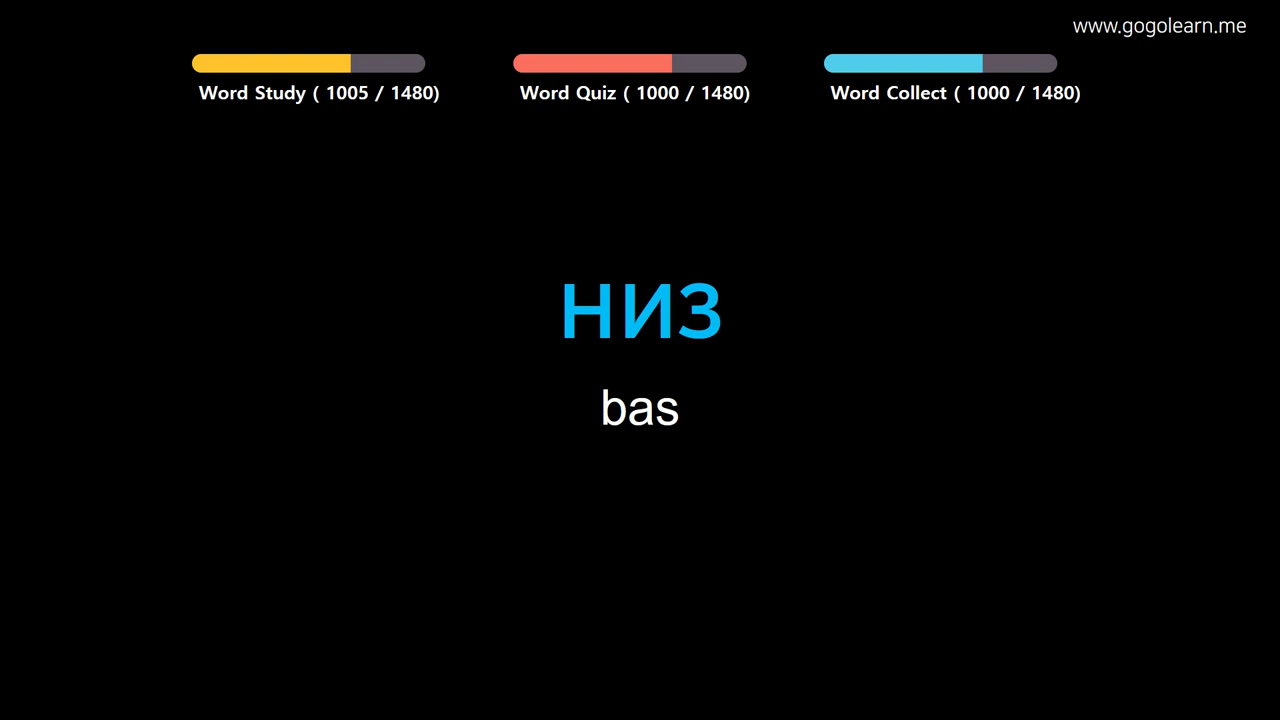 www.gogolearn.me
Word Study ( 1005 / 1480)
Word Quiz ( 1000 / 1480)
Word Collect ( 1000 / 1480)
низ
bas